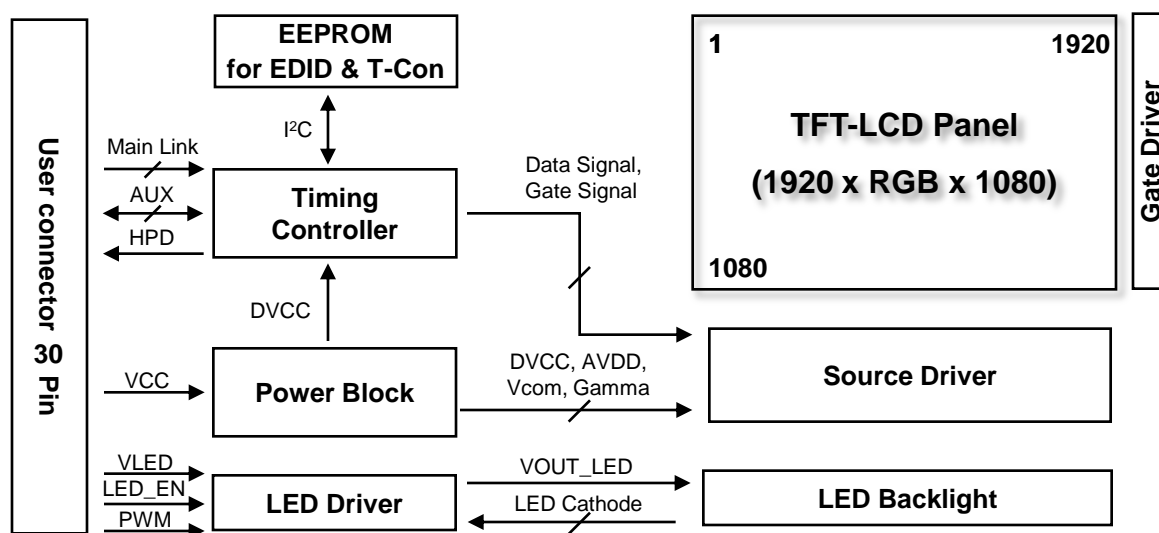 EEPROM
for EDID & T-Con
1
1920
TFT-LCD Panel
(1920 x RGB x 1080)
1080
Gate Driver
User connector 30 Pin
I²C
Main Link
AUX
HPD
Timing
Controller
Data Signal,
Gate Signal
DVCC
VCC
Power Block
DVCC, AVDD,
Vcom, Gamma
Source Driver
VLED
LED_EN
PWM
LED Driver
VOUT_LED
LED Cathode
LED Backlight